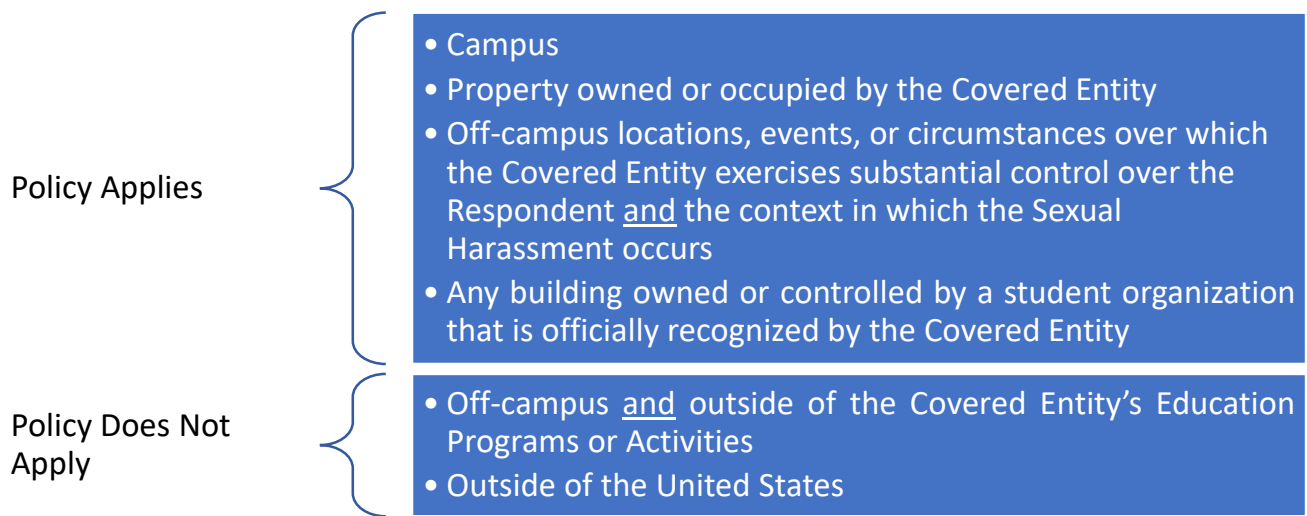 Policy Applies
• Campus
• Property owned or occupied by the Covered Entity
• Off-campus locations, events, or circumstances over which
the Covered Entity exercises substantial control over the
Respondent and the context in which the Sexual
Harassment occurs
• Any building owned or controlled by a student organization
that is officially recognized by the Covered Entity
Policy Does Not
Apply
• Off-campus and outside of the Covered Entity’s Education
Programs or Activities
• Outside of the United States